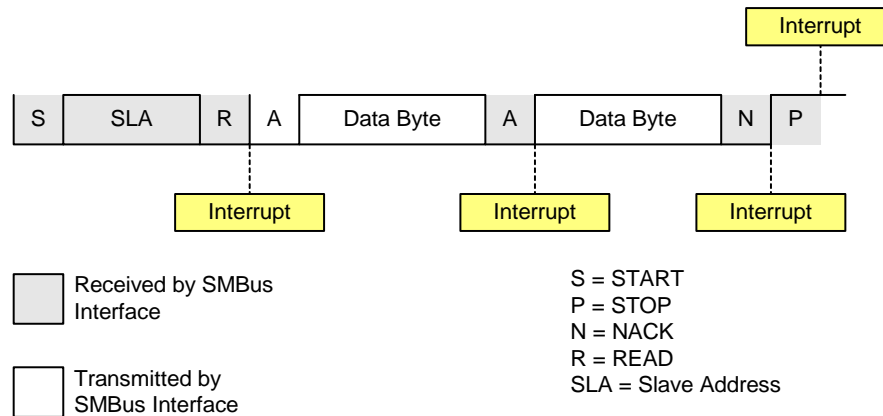 Interrupt
S SLA R A Data Byte A Data Byte N P
Interrupt Interrupt Interrupt
Received by SMBus
Interface
Transmitted by
SMBus Interface
S = START
P = STOP
N = NACK
R = READ
SLA = Slave Address